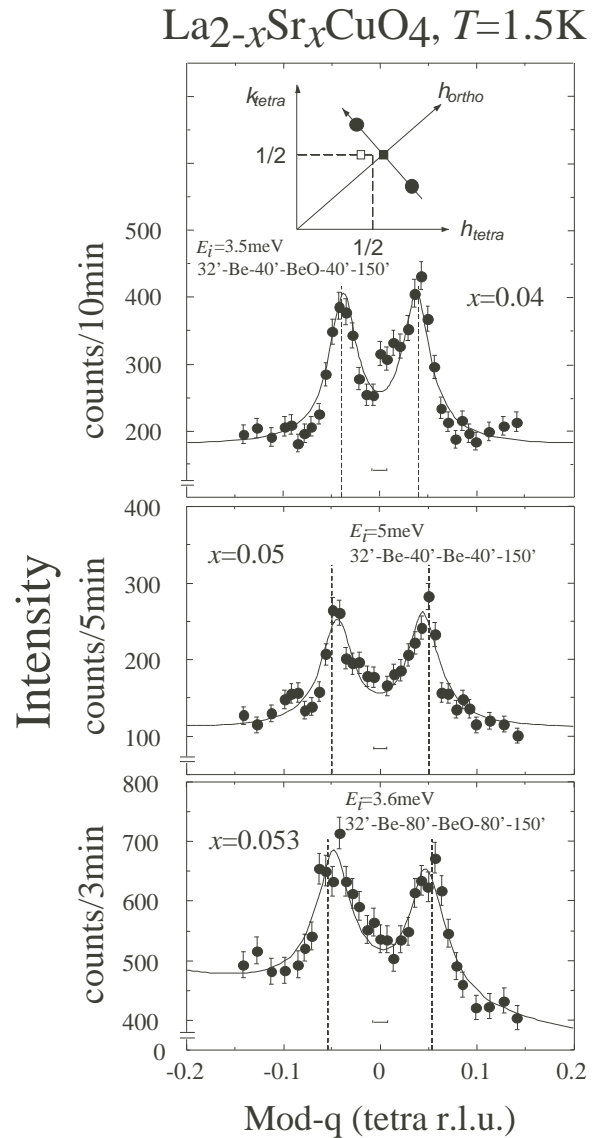 La2-xSrxCuO4, T=1.5K
ktetra
hortho
1/2
1/2
htetra
Ei=3.5meV
32'-Be-40'-BeO-40'-150'
x=0.04
500
400
300
200
counts/10min
Ei=5meV
32'-Be-40'-Be-40'-150'
x=0.05
400
300
200
100
counts/5min
Intensity
Ei=3.6meV
32'-Be-80'-BeO-80'-150'
x=0.053
800
700
600
500
400
0
counts/3min
-0.2 -0.1 0 0.1 0.2
Mod-q (tetra r.l.u.)